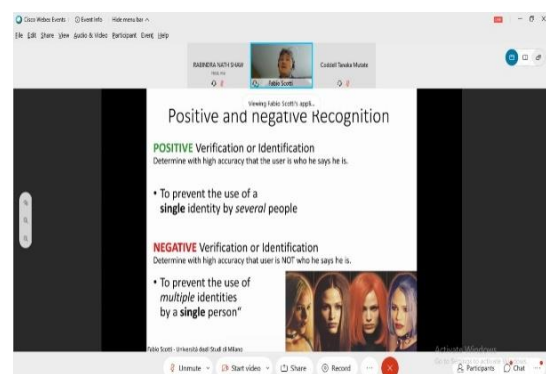 Cisco Webex Events
Event Info
Hide menu bar
File Edit Share View Audio & Video Participant Event Help
RABINDRA NATH SHAW
Fabio Scotti
Viewing Fabio Scotti's appli...
Positive and negative Recognition
POSITIVE Verification or Identification
Determine with high accuracy that the user is who he says he is.
• To prevent the use of a
single identity by several people
NEGATIVE Verification or Identification
Determine with high accuracy that user is NOT who he says he is.
• To prevent the use of
multiple identities
by a single person"
Fabio Scotti - Università degli Studi di Milano
Activate Windows
Unmute
Start video
Share
Record
Participants
Chat